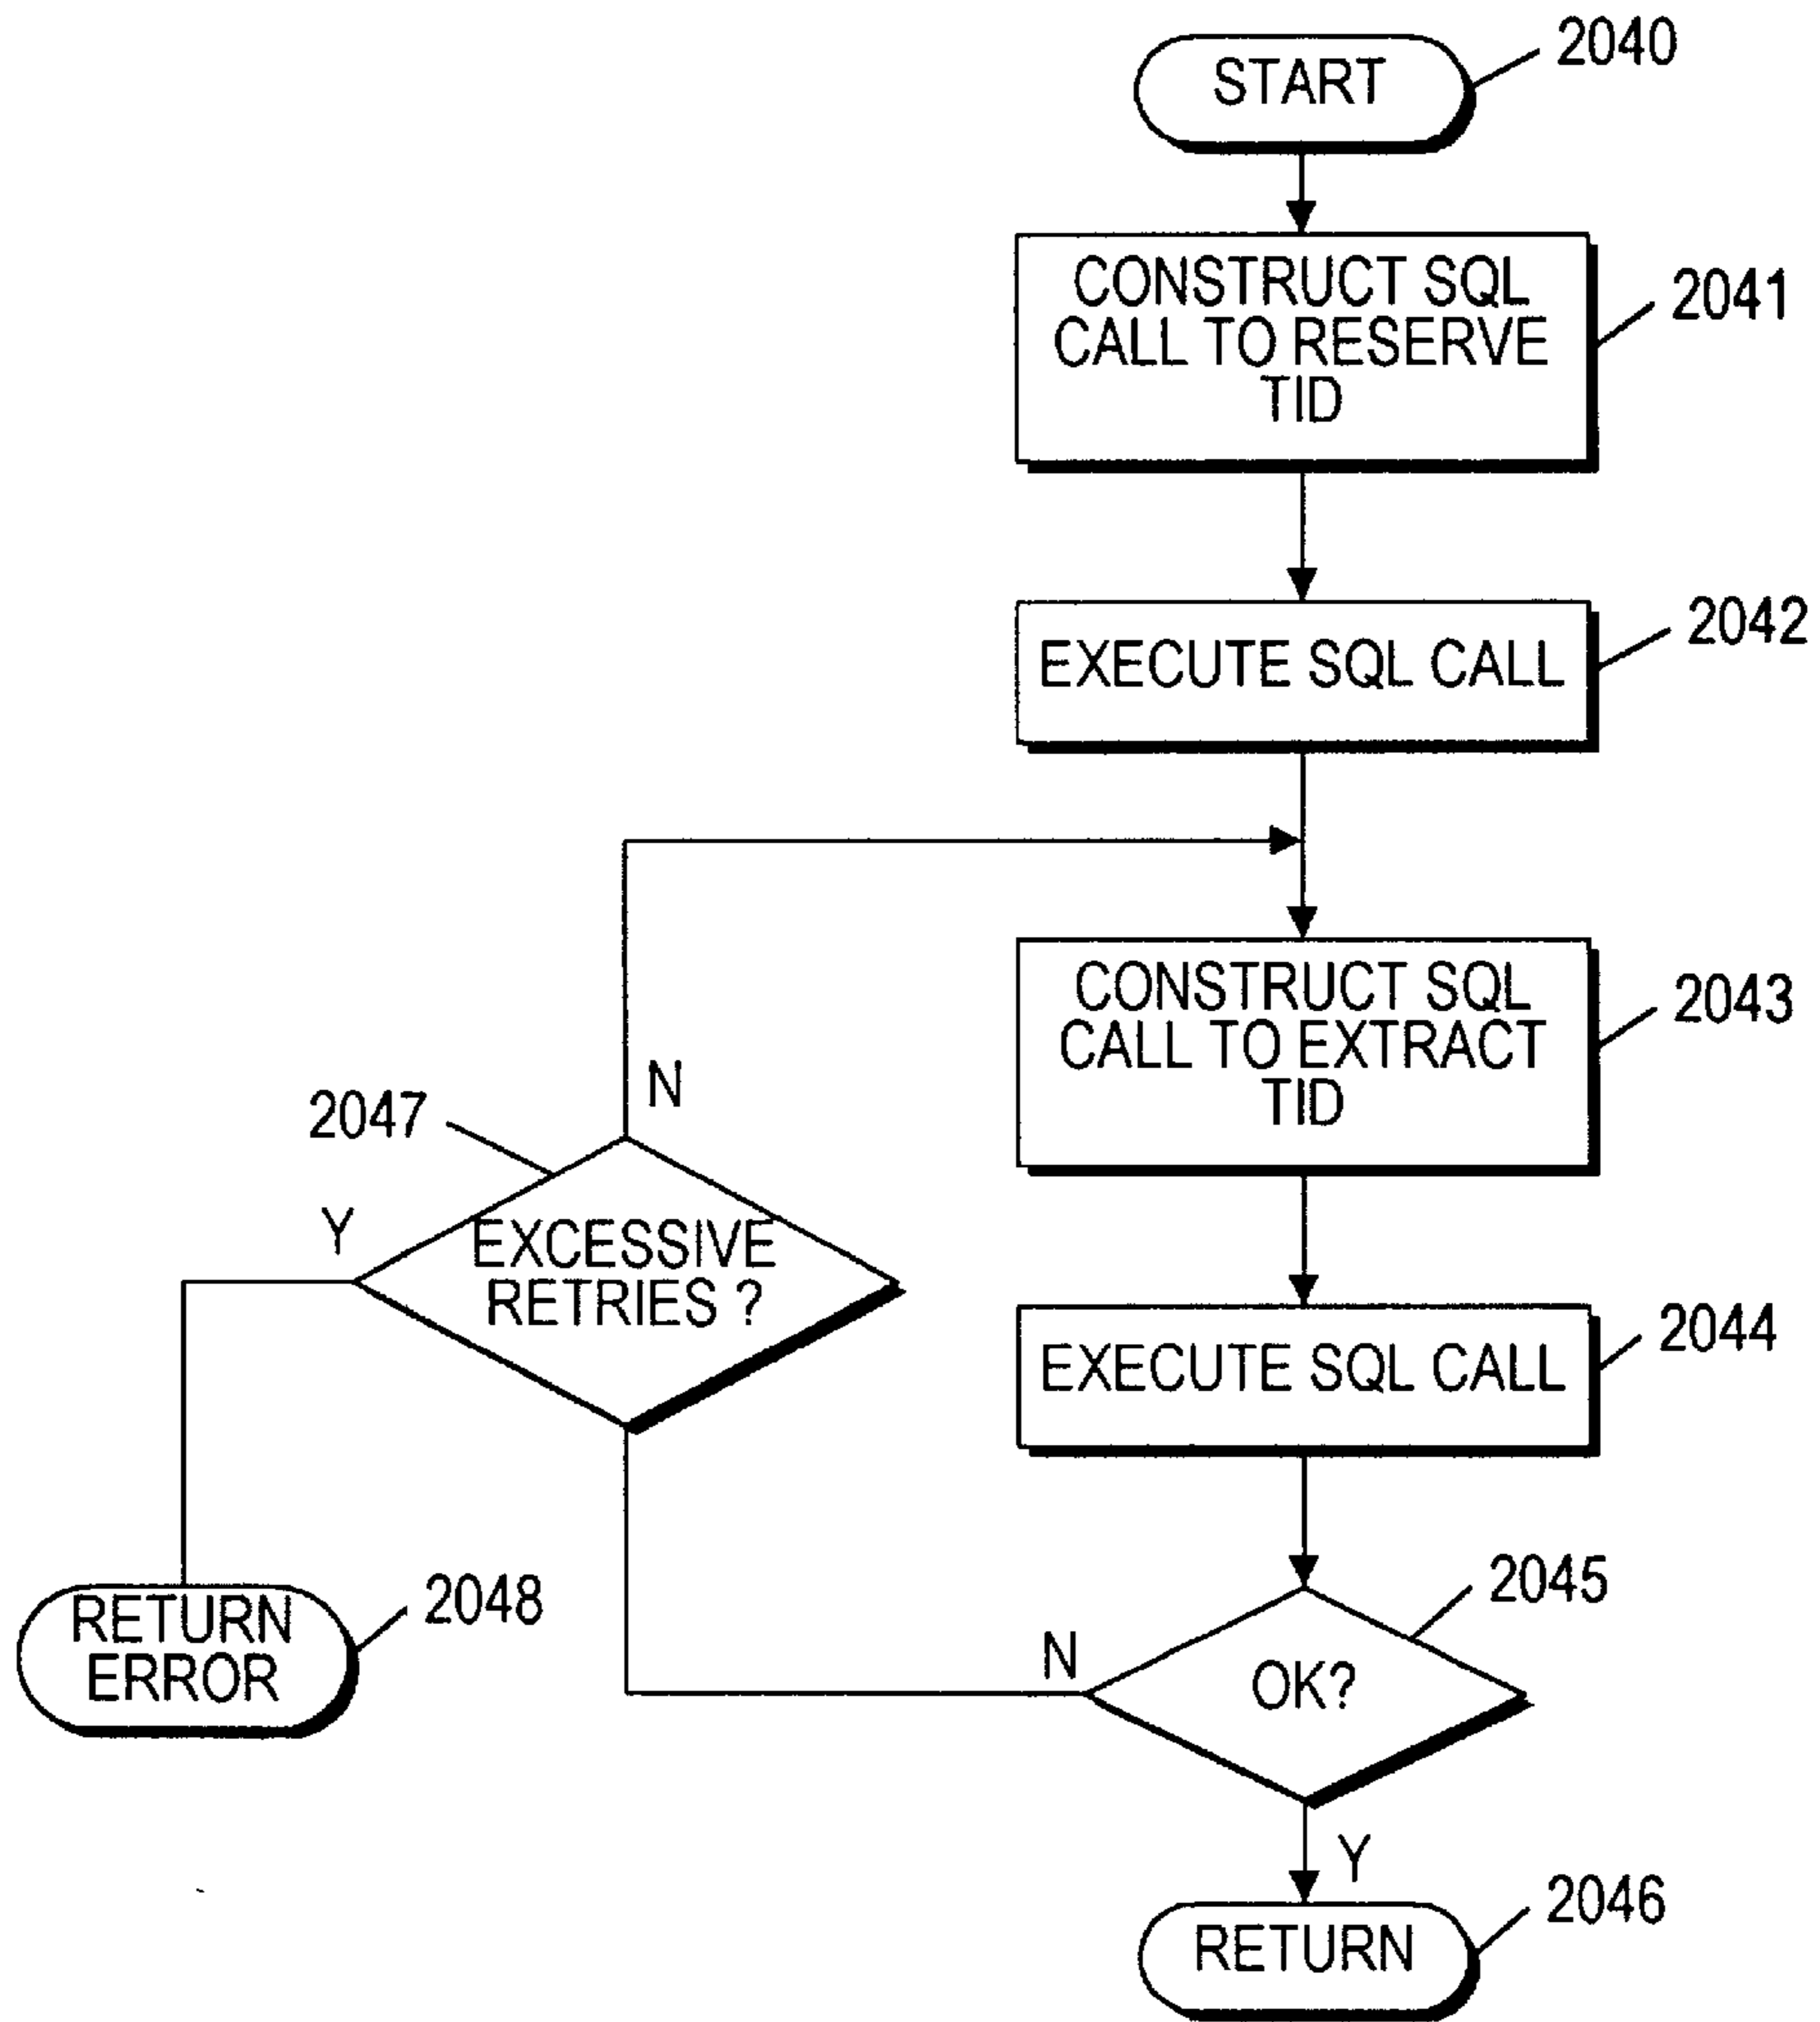 START
2040
CONSTRUCT SQL
CALL TO RESERVE
TID
2041
EXECUTE SQL CALL
2042
CONSTRUCT SQL
CALL TO EXTRACT
TID
2043
N
2047
Y
EXCESSIVE
RETRIES ?
EXECUTE SQL CALL
2044
RETURN
ERROR
2048
N
OK?
2045
Y
RETURN
2046